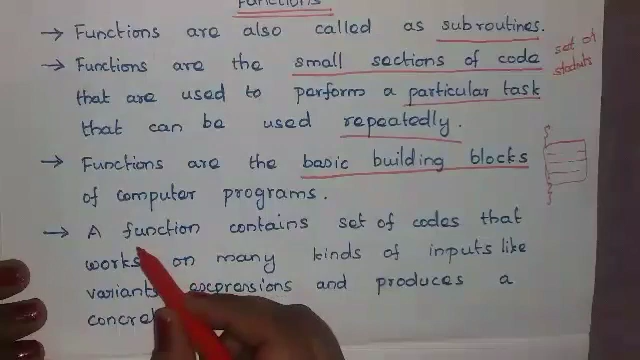 Functions
→ Functions are also called as subroutines.
→ Functions are the small sections of code
that are used to perform a particular task
that can be used repeatedly.
set of
→ Functions are the basic building blocks
of computer programs.
→ A function contains set of codes that
works on many kinds of inputs like
variants expressions and produces a